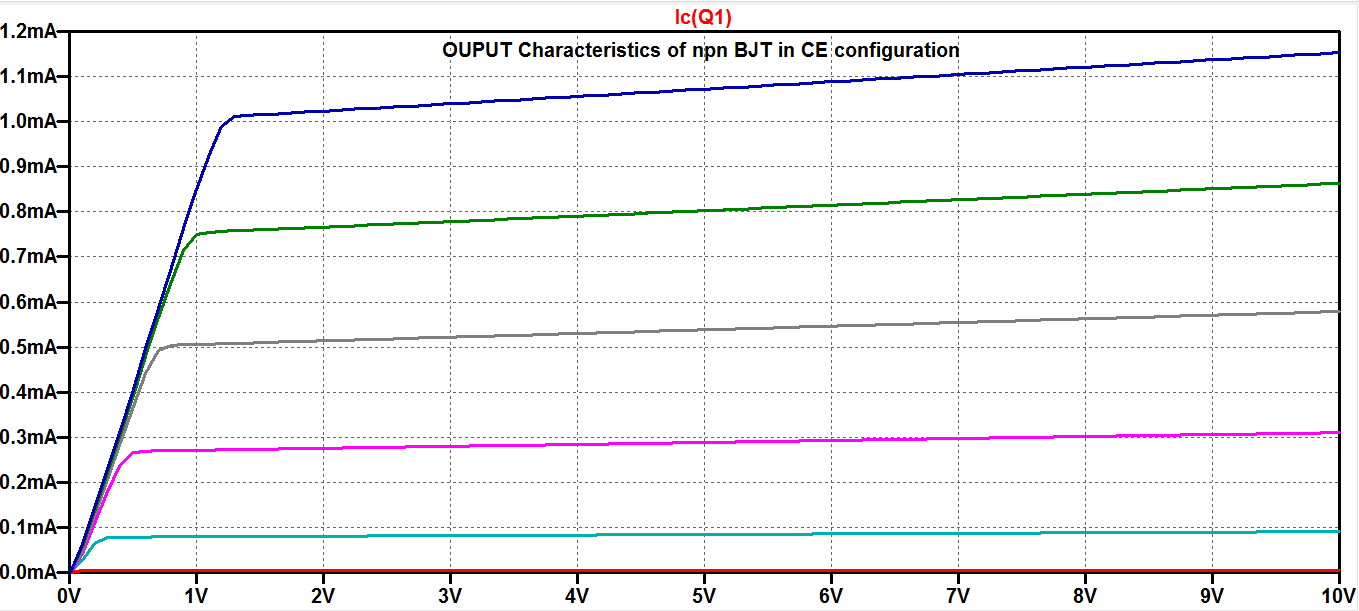 Ic(Q1)
OUPUT Characteristics of npn BJT in CE configuration
1.2mA
1.1mA
1.0mA
0.9mA
0.8mA
0.7mA
0.6mA
0.5mA
0.4mA
0.3mA
0.2mA
0.1mA
0.0mA
0V 1V 2V 3V 4V 5V 6V 7V 8V 9V 10V